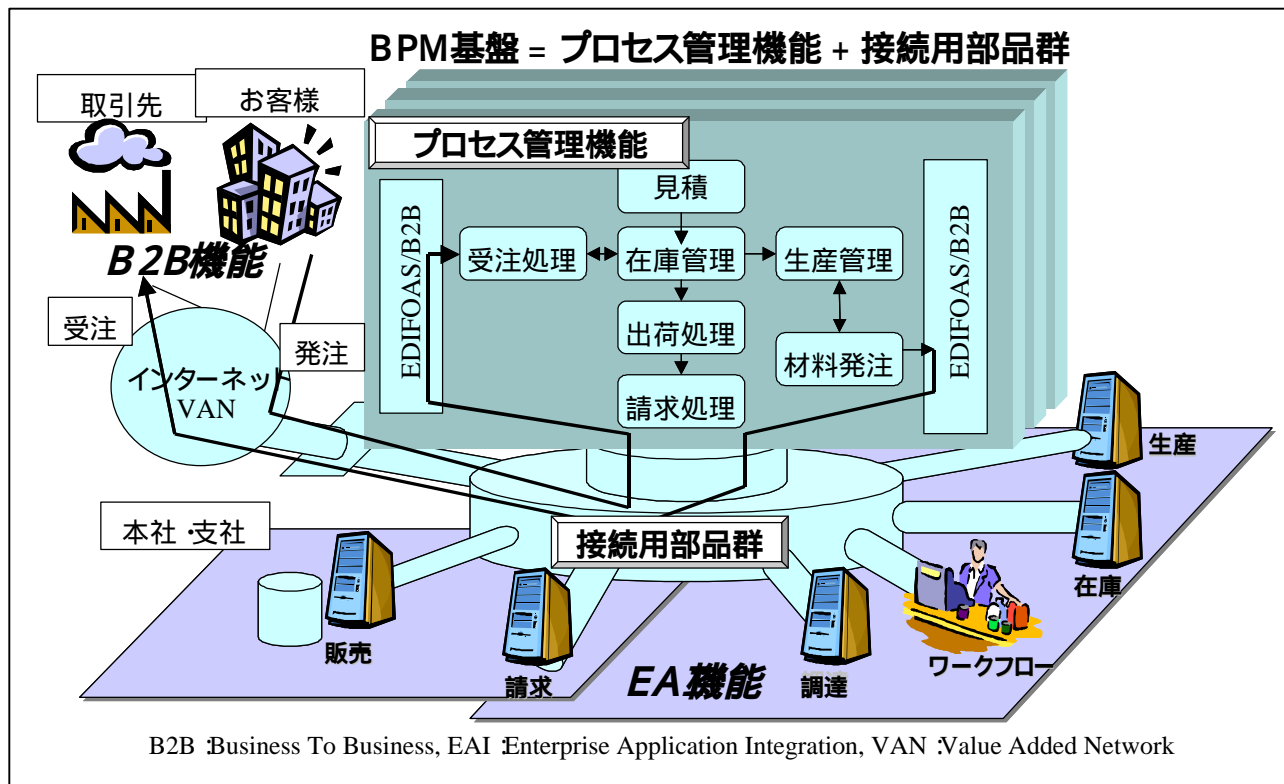 BPM基盤 = プロセス管理機能 + 接続用部品群
取引先
お客様
プロセス管理機能
見積
EDIFOAS/B2B
受注処理
在庫管理
生産管理
EDIFOAS/B2B
B2B機能
受注
発注
出荷処理
材料発注
インターネット
VAN
請求処理
生産
本社・支社
接続用部品群
在庫
販売
請求
EA機能
調達
ワークフロー
B2B :Business To Business, EAI :Enterprise Application Integration, VAN :Value Added Network